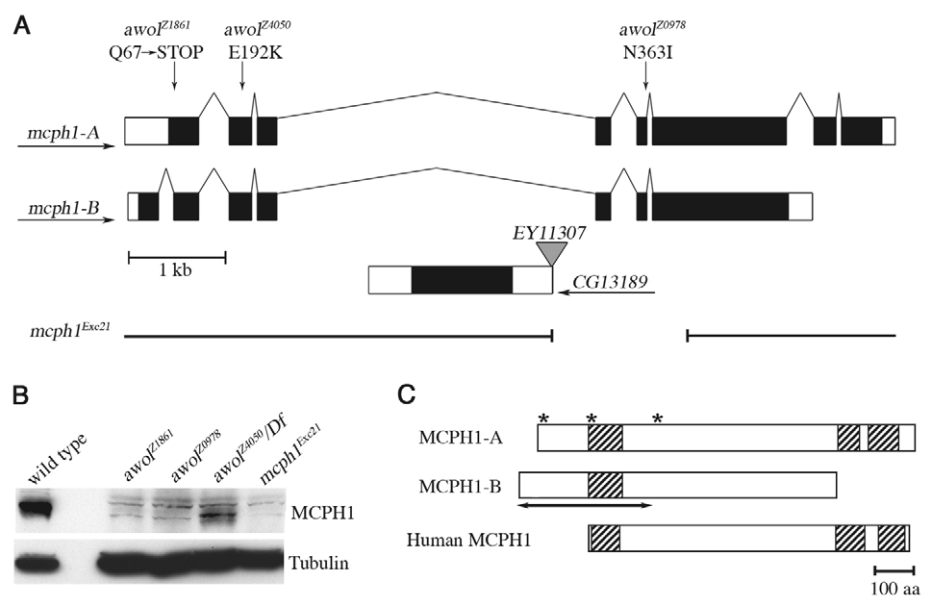 A
awol^Z1861 awol^Z4050 awol^Z0978
Q67→STOP E192K N363I
mcph1-A
mcph1-B
1 kb
EY11307
CG13189
mcph1^Exc21
B
wild type
awol^Z1861
awol^Z0978
awol^Z4050/Df
mcph1^Exc21
MCPH1
Tubulin
C
* * *
MCPH1-A
MCPH1-B
Human MCPH1
100 aa